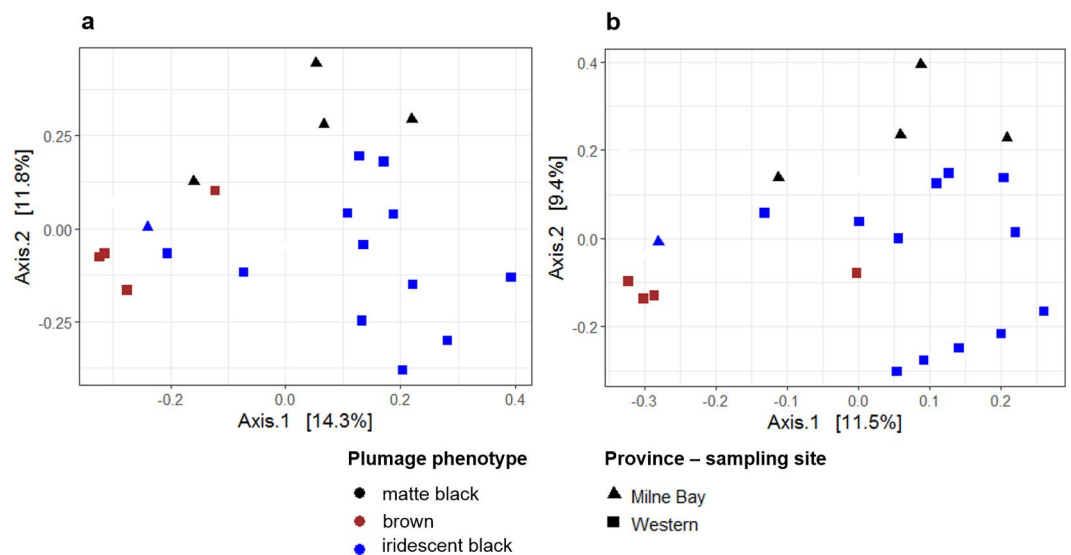 a
b
0.25
0.00
-0.25
Axis.2 [11.8%]
-0.2
0.0
0.2
0.4
Axis.1 [14.3%]
0.4
0.2
0.0
-0.2
Axis.2 [9.4%]
-0.3
-0.2
-0.1
0.0
0.1
0.2
Axis.1 [11.5%]
Plumage phenotype
matte black
brown
iridescent black
Province – sampling site
Milne Bay
Western